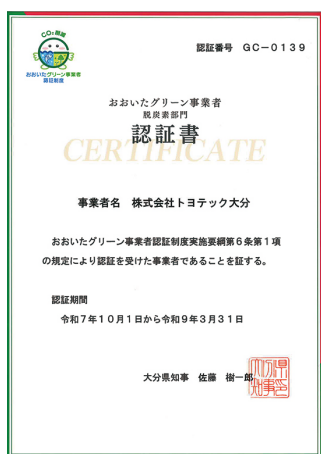 CO₂削減
おおいたグリーン事業者
認証制度
認証番号 GC-0139
おおいたグリーン事業者
脱炭素部門
認証書
CERTIFICATE
事業者名 株式会社トヨテック大分
おおいたグリーン事業者認証制度実施要綱第6条第1項
の規定により認証を受けた事業者であることを証する。
認証期間
令和7年10月1日から令和9年3月31日
大分県知事 佐藤 樹一郎